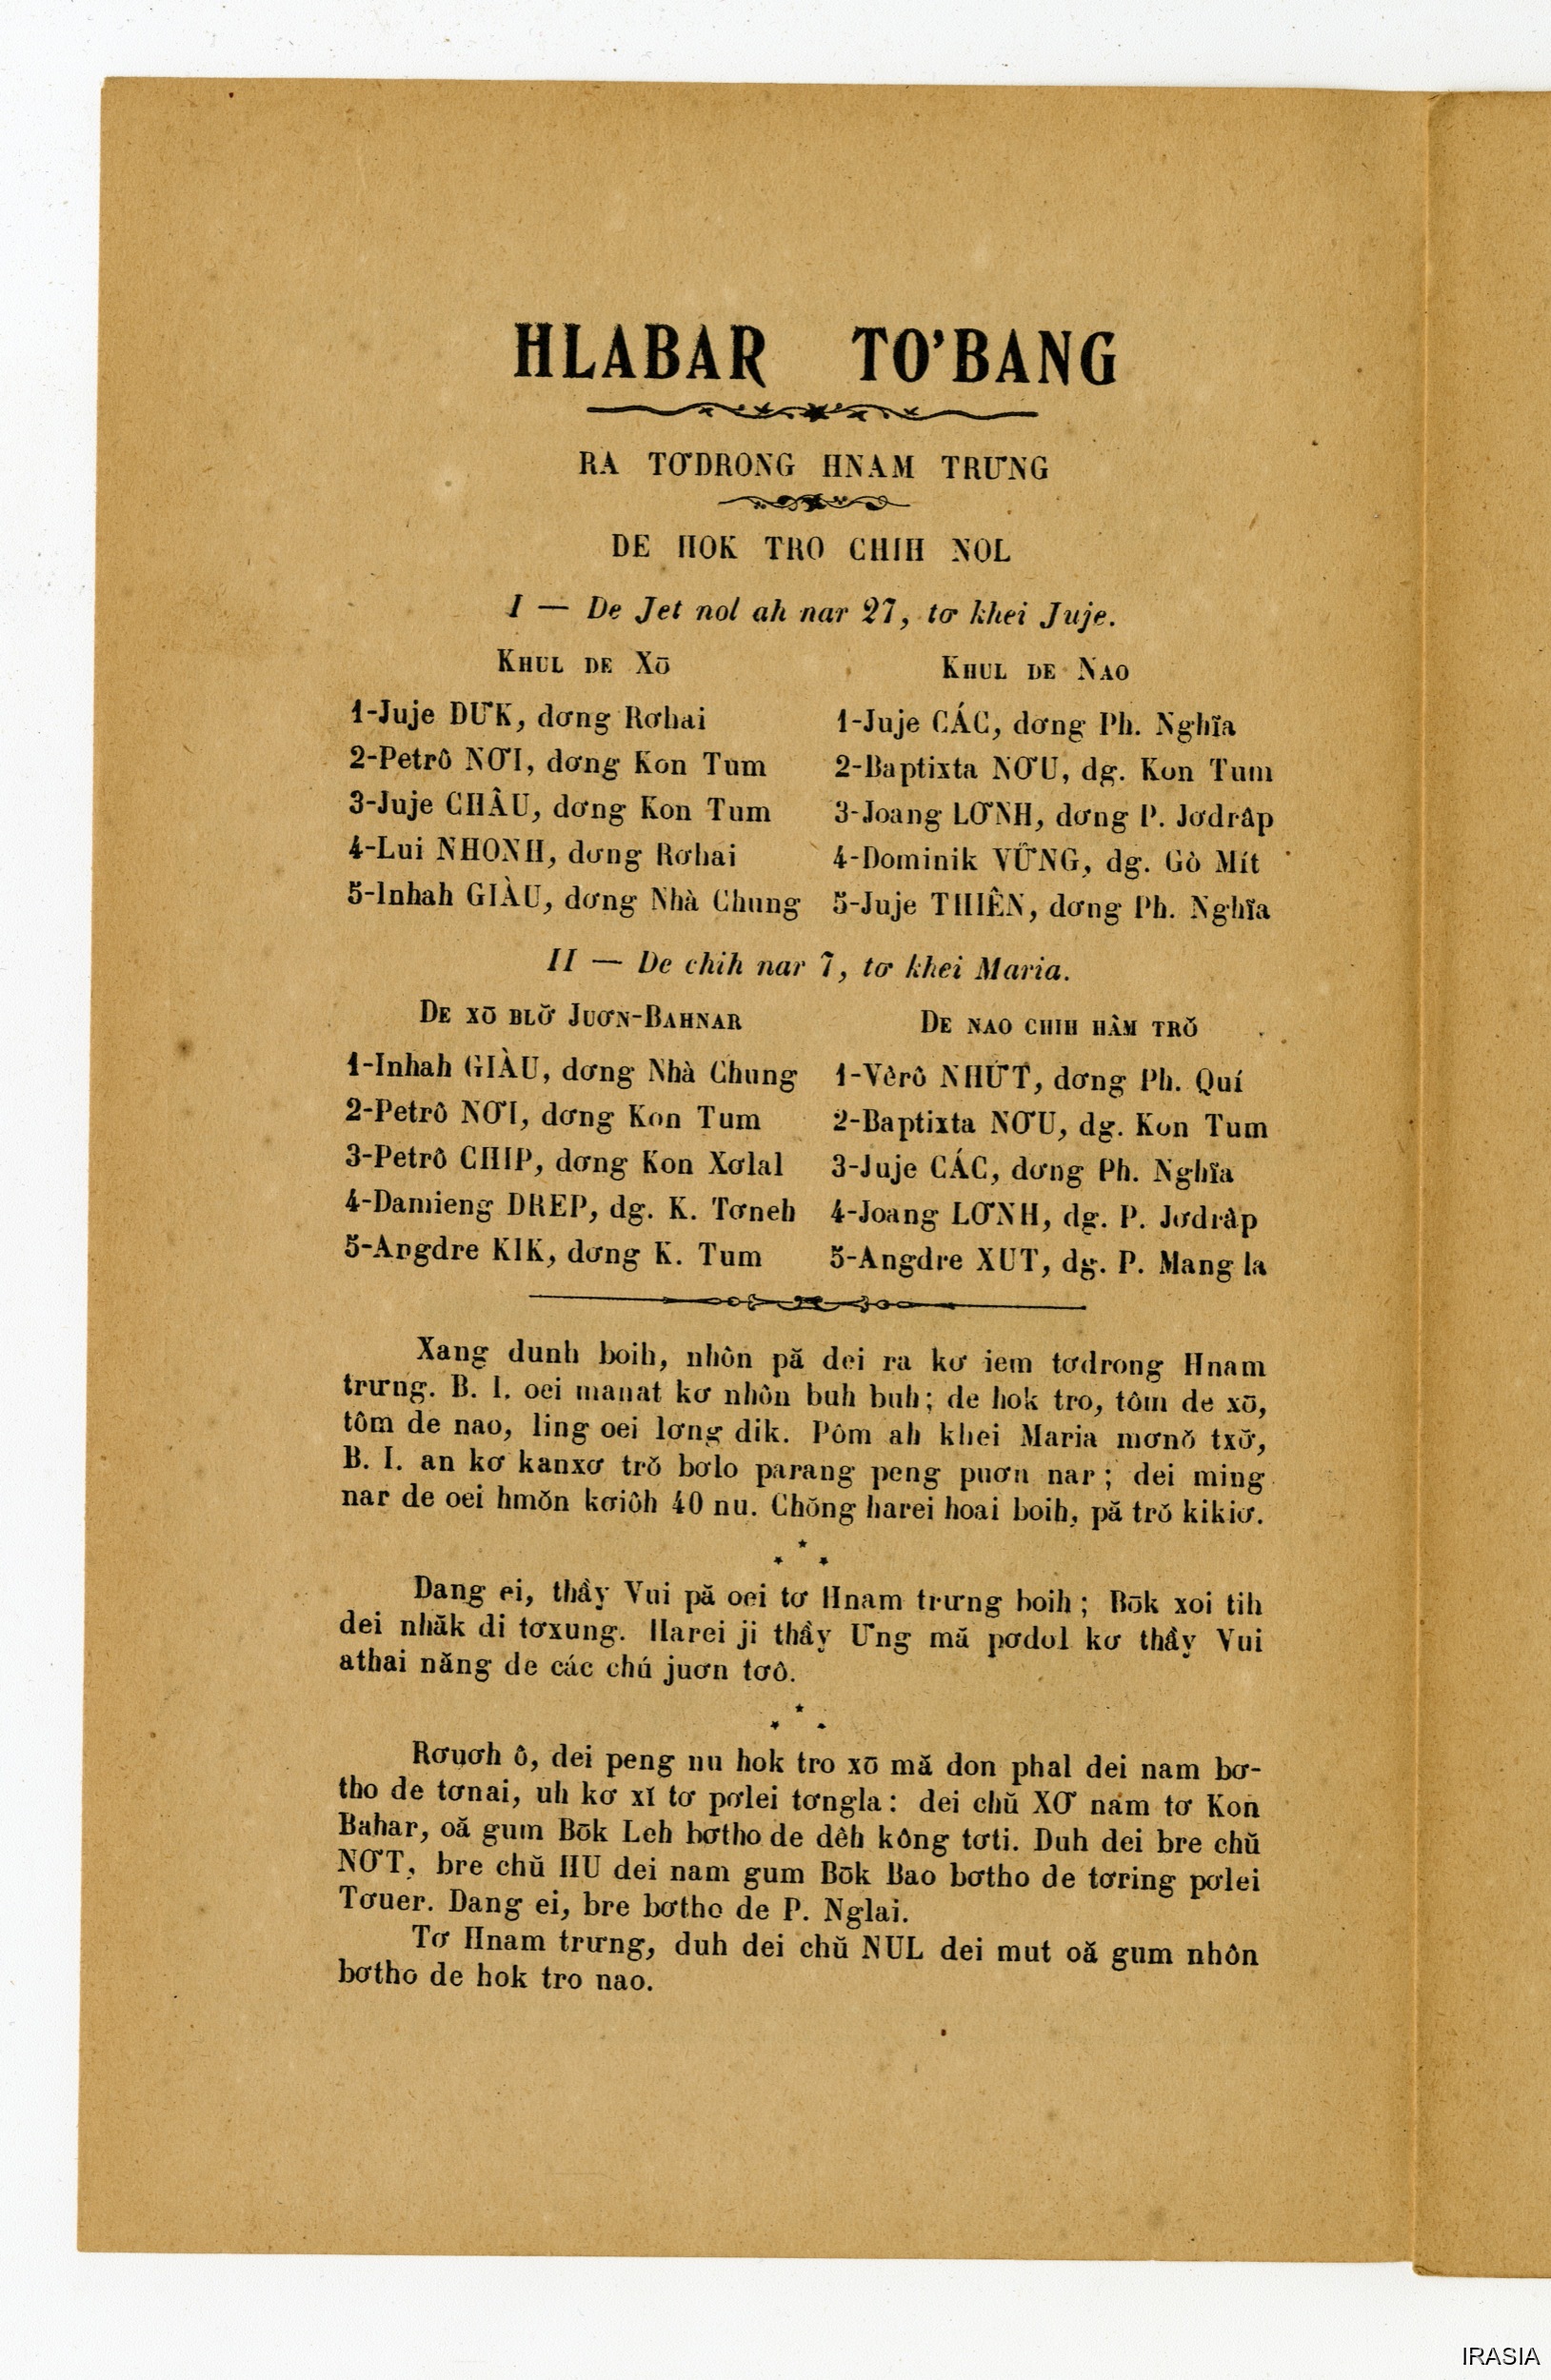 HLABAR TO'BANG
RA TƠDRONG HNAM TRƯNG
DE HOK TRO CHIH NOL
I — De Jet nol ah nar 27, tơ khei Juje.
KHUL DE XŌ
1-Juje DƯK, dơng Rơhai
2-Petrô NƠI, dơng Kon Tum
3-Juje CHÂU, dơng Kon Tum
4-Lui NHONH, dơng Rơhai
5-Inhah GIÀU, dơng Nhà Chung
KHUL DE NAO
1-Juje CÁC, dơng Ph. Nghĩa
2-Baptixta NƠU, dg. Kon Tum
3-Joang LƠNH, dơng P. Jơdrâp
4-Dominik VỮNG, dg. Gò Mít
5-Juje THIÊN, dơng Ph. Nghĩa
II — De chih nar 7, tơ khei Maria.
DE XŌ BLƠ̆ JUƠN-BAHNAR
1-Inhah GIÀU, dơng Nhà Chung
2-Petrô NƠI, dơng Kon Tum
3-Petrô CHIP, dơng Kon Xơlal
4-Damieng DREP, dg. K. Tơneh
5-Angdre KIK, dơng K. Tum
DE NAO CHIH HÂM TRŎ
1-Vêrô NHỨT, dơng Ph. Quí
2-Baptixta NƠU, dg. Kon Tum
3-Juje CÁC, dơng Ph. Nghĩa
4-Joang LƠNH, dg. P. Jơdrâp
5-Angdre XUT, dg. P. Mang la
Xang dunh boih, nhôn pă dei ra kơ iem tơdrong Hnam
trưng. B. I. oei manat kơ nhôn buh buh; de hok tro, tôm de xō,
tôm de nao, ling oei lơng dik. Pôm ah khei Maria mơnŏ txơ̆,
B. I. an kơ kanxơ trŏ bơlo parang peng puơn nar; dei ming
nar de oei hmŏn kơiôh 40 nu. Chŏng harei hoai boih, pă trŏ kikiơ.
Dang ei, thầy Vui pă oei tơ Hnam trưng boih; Bŏk xoi tih
dei nhăk di tơxung. Harei ji thầy Ưng mă pơdol kơ thầy Vui
athai năng de các chú juơn tơô.
Rơuơh ô, dei peng nu hok tro xō mă don phal dei nam bơ-
tho de tơnai, uh kơ xĭ tơ pơlei tơngla: dei chŭ XƠ nam tơ Kon
Bahar, oă gum Bŏk Leh bơtho de dêh kông tơti. Duh dei bre chŭ
NƠT, bre chŭ HU dei nam gum Bŏk Bao bơtho de tơring pơlei
Tơuer. Dang ei, bre bơtho de P. Nglai.
Tơ Hnam trưng, duh dei chŭ NUL dei mut oă gum nhôn
bơtho de hok tro nao.
IRASIA